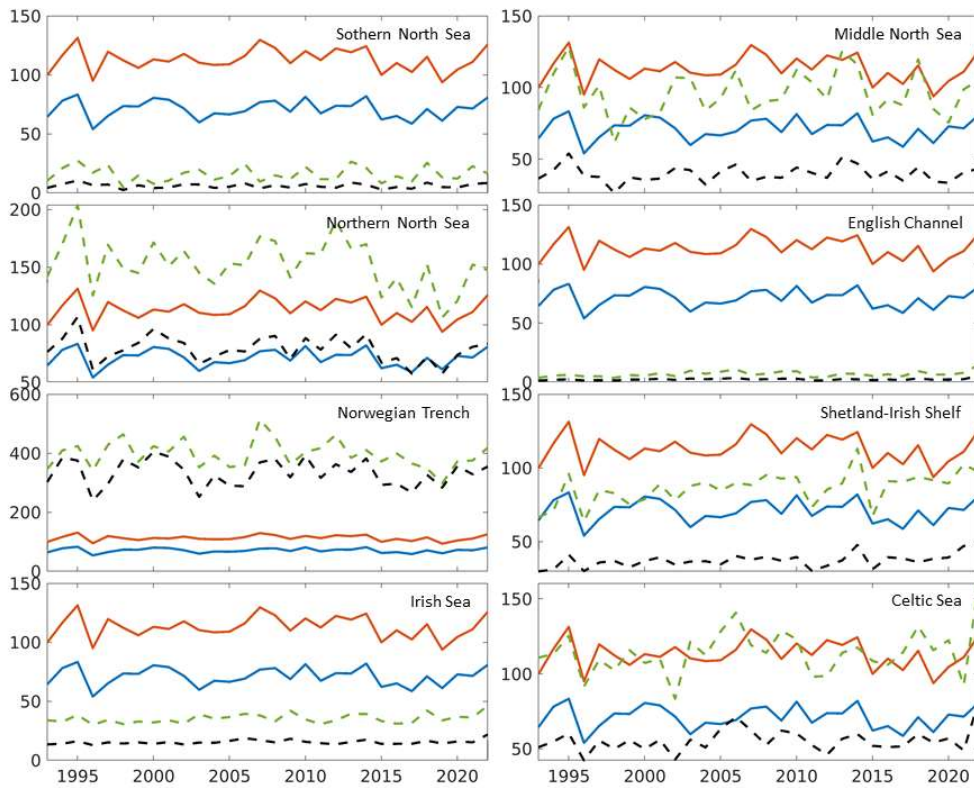 150
Sothern North Sea
100
50
0
Middle North Sea
100
50
200
Northern North Sea
150
100
50
150
English Channel
100
50
600
Norwegian Trench
400
200
0
150
Shetland-Irish Shelf
100
50
150
Irish Sea
100
50
0
1995 2000 2005 2010 2015 2020
150
Celtic Sea
100
50
1995 2000 2005 2010 2015 2020